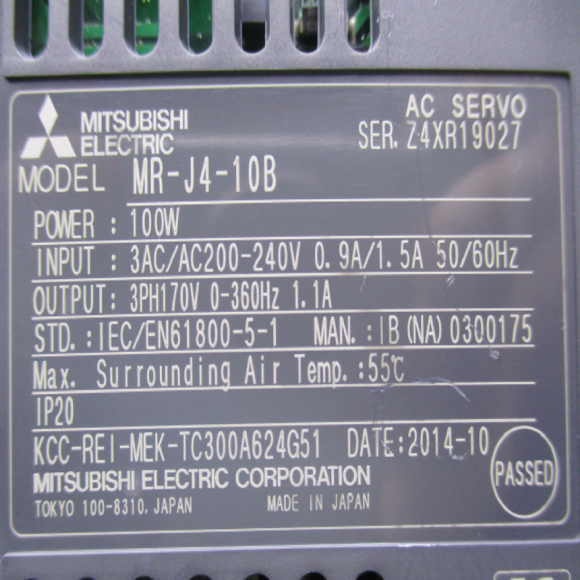 AC SERVO
MITSUBISHI
ELECTRIC
SER. Z4XR19027
MODEL MR-J4-10B
POWER : 100W
INPUT : 3AC/AC200-240V 0.9A/1.5A 50/60Hz
OUTPUT: 3PH170V 0-360Hz 1.1A
STD.: IEC/EN61800-5-1 MAN.: IB(NA)0300175
Max. Surrounding Air Temp.:55℃
IP20
KCC-REI-MEK-TC300A624G51 DATE:2014-10
MITSUBISHI ELECTRIC CORPORATION
PASSED
TOKYO 100-8310, JAPAN MADE IN JAPAN